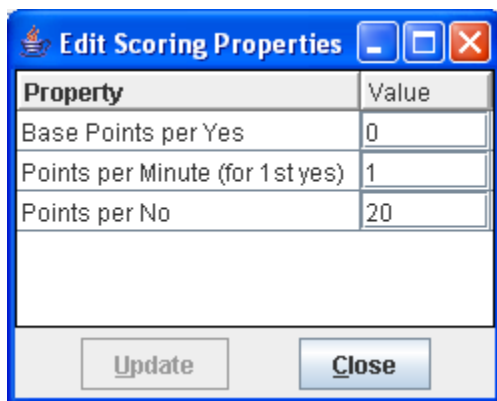 Edit Scoring Properties
Property Value
Base Points per Yes 0
Points per Minute (for 1st yes) 1
Points per No 20
Update Close